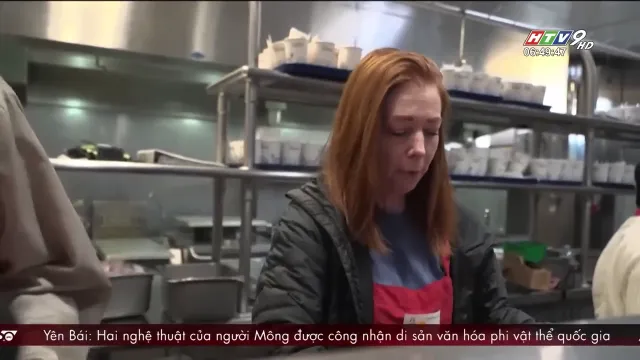 HTV9 HD
06:49:47
Yên Bái: Hai nghệ thuật của người Mông được công nhận di sản văn hóa phi vật thể quốc gia